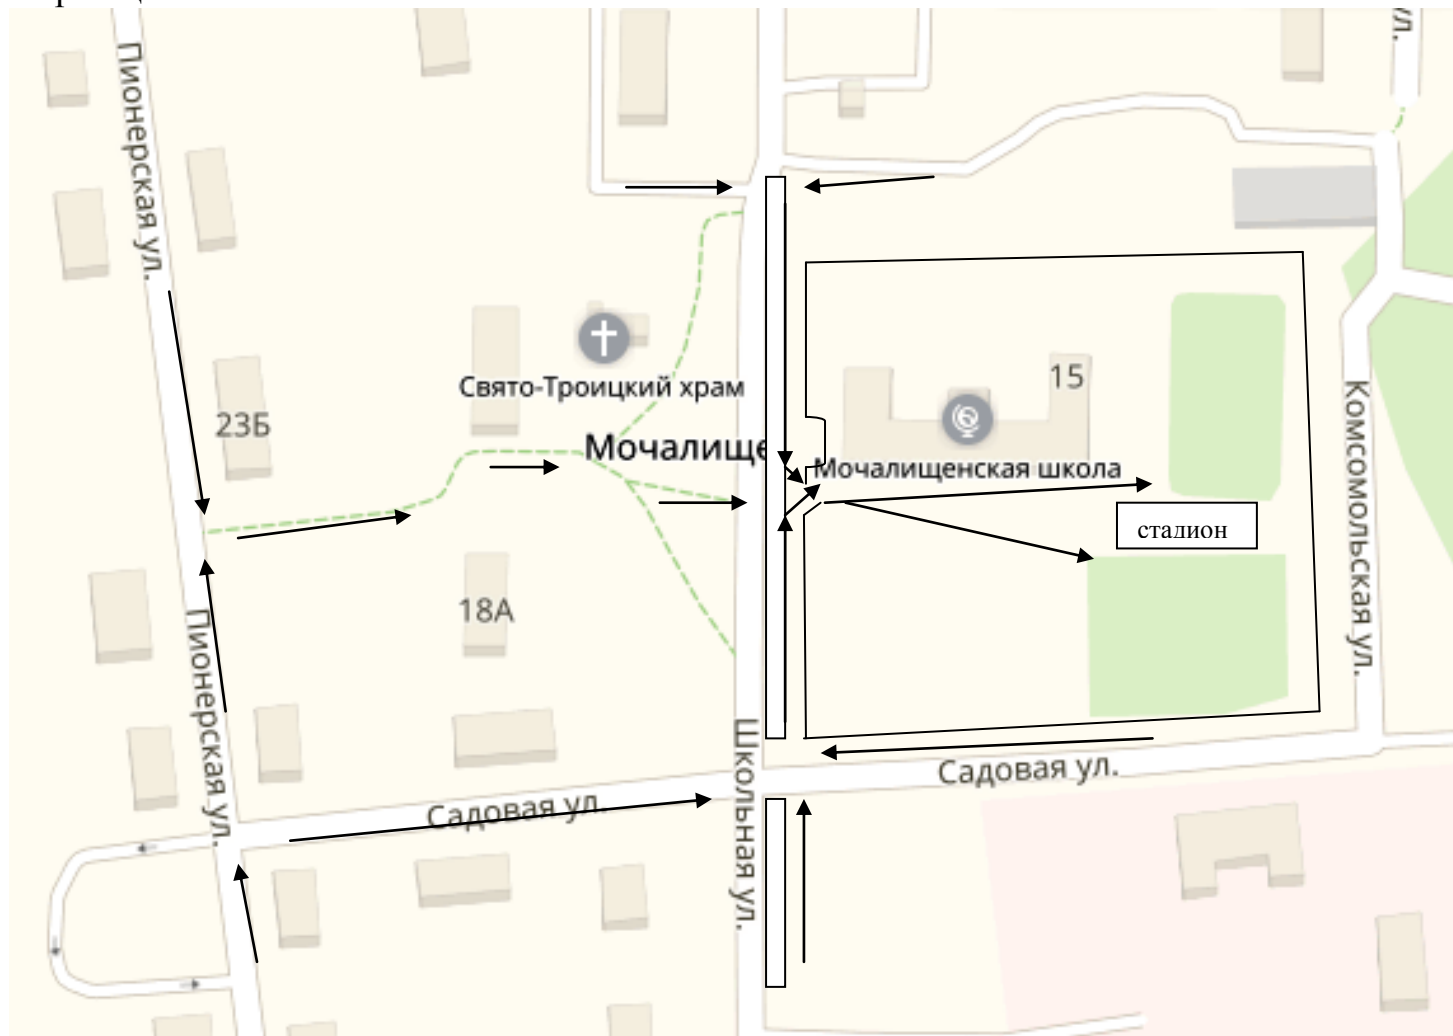 Пионерская ул.
ул.
Свято-Троицкий храм
15
23Б
Мочалище
Мочалищенская школа
стадион
Комсомольская ул.
18А
Пионерская ул.
Школьная ул.
Садовая ул.
Садовая ул.